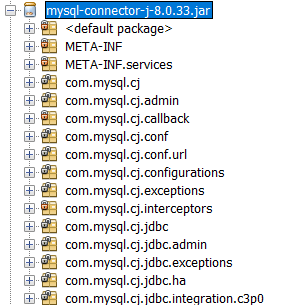 mysql-connector-j-8.0.33.jar
<default package>
META-INF
META-INF.services
com.mysql.cj
com.mysql.cj.admin
com.mysql.cj.callback
com.mysql.cj.conf
com.mysql.cj.conf.url
com.mysql.cj.configurations
com.mysql.cj.exceptions
com.mysql.cj.interceptors
com.mysql.cj.jdbc
com.mysql.cj.jdbc.admin
com.mysql.cj.jdbc.exceptions
com.mysql.cj.jdbc.ha
com.mysql.cj.jdbc.integration.c3p0